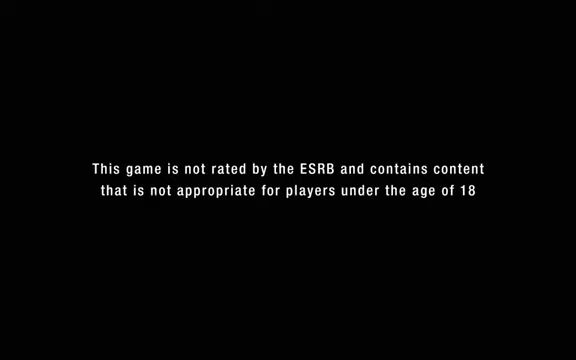 This game is not rated by the ESRB and contains content
that is not appropriate for players under the age of 18